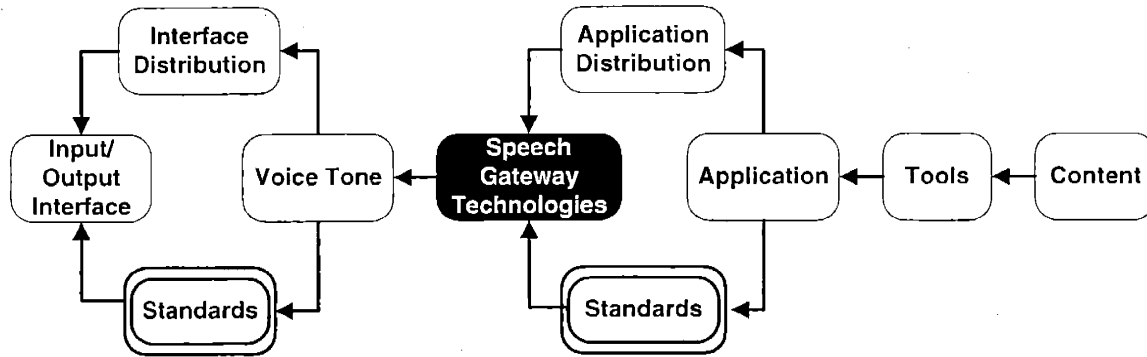 Interface
Distribution
Application
Distribution
Input/
Output
Interface
Voice Tone
Speech
Gateway
Technologies
Application
Tools
Content
Standards
Standards